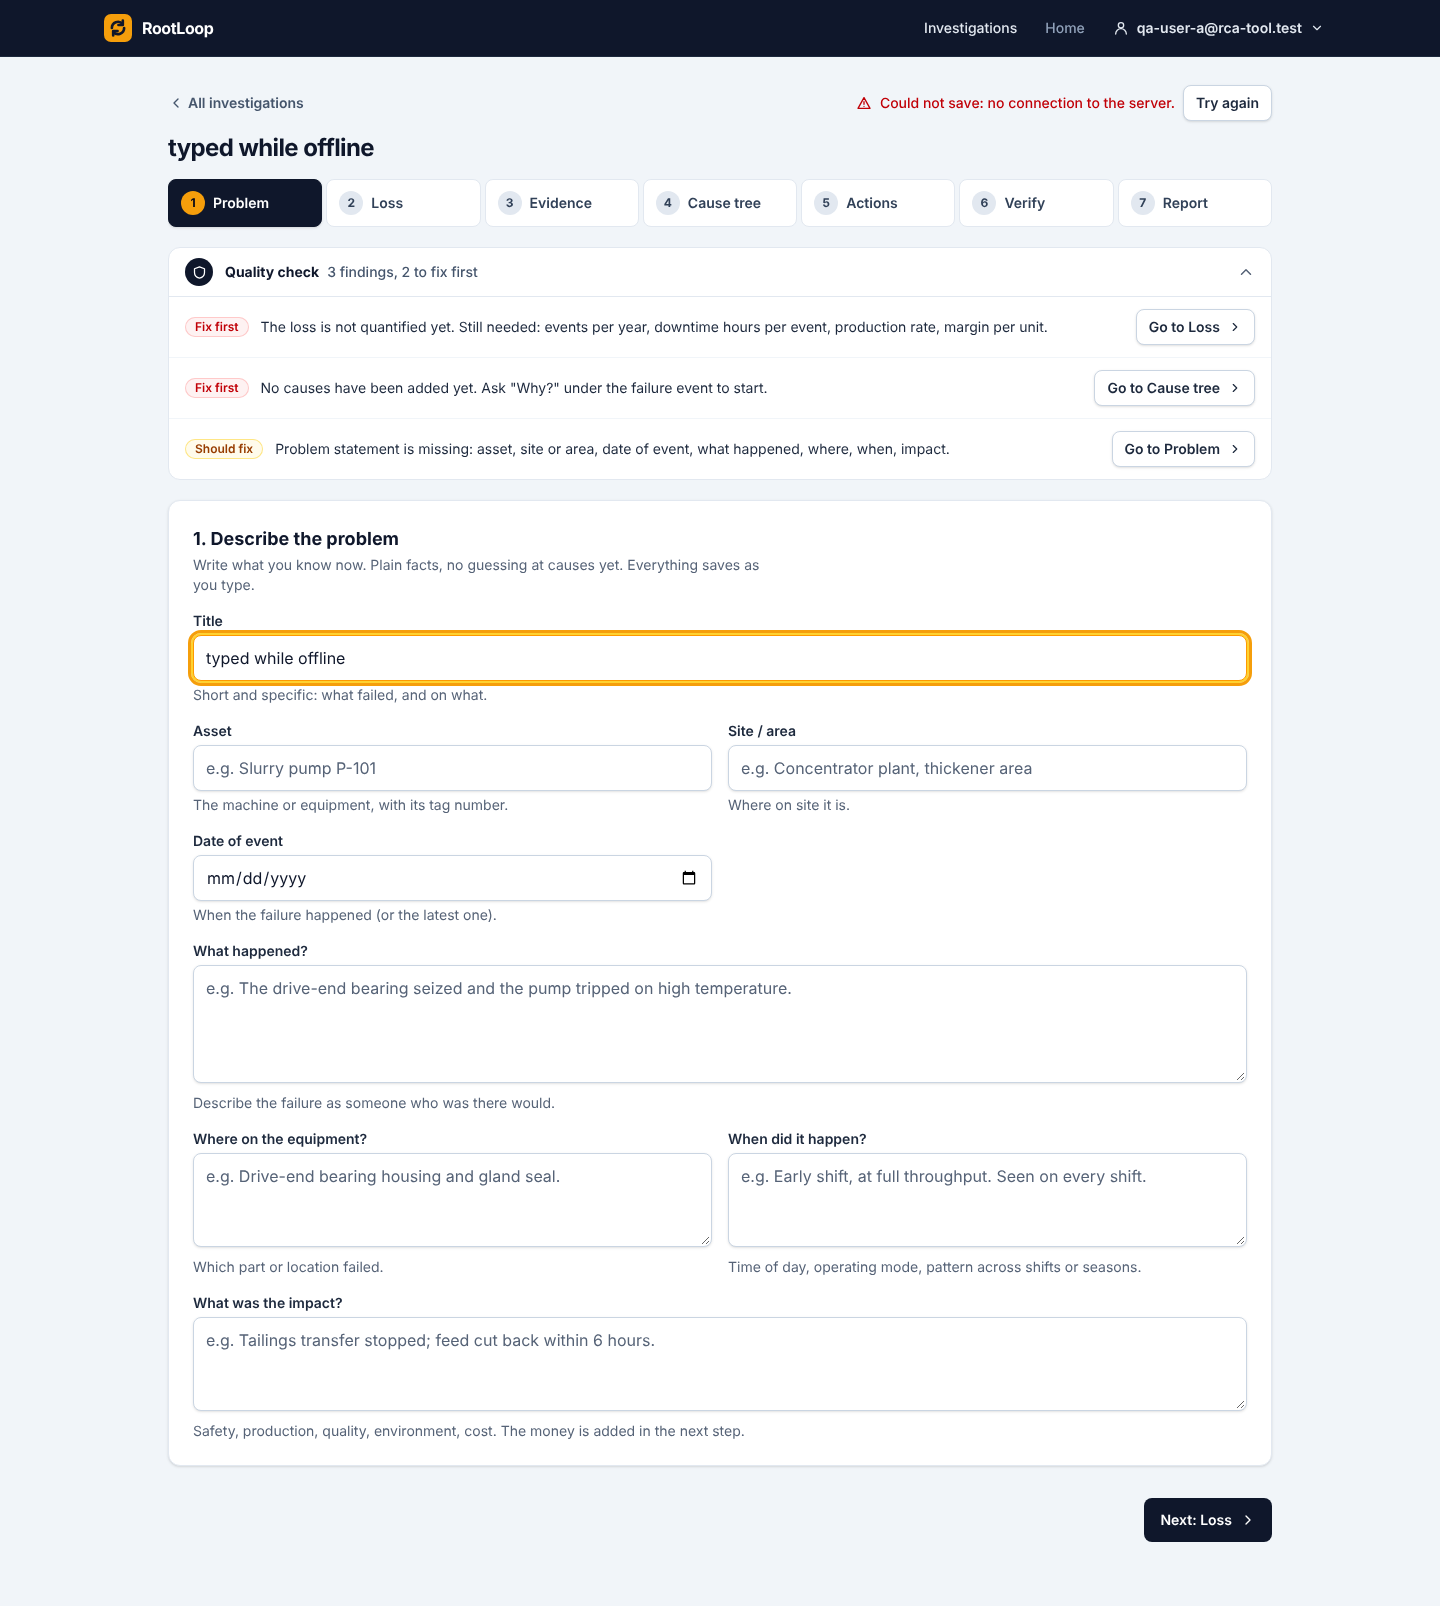 RootLoop
Investigations
Home
qa-user-a@rca-tool.test
All investigations
Could not save: no connection to the server.
Try again
typed while offline
1 Problem
2 Loss
3 Evidence
4 Cause tree
5 Actions
6 Verify
7 Report
Quality check 3 findings, 2 to fix first
Fix first The loss is not quantified yet. Still needed: events per year, downtime hours per event, production rate, margin per unit.
Go to Loss
Fix first No causes have been added yet. Ask "Why?" under the failure event to start.
Go to Cause tree
Should fix Problem statement is missing: asset, site or area, date of event, what happened, where, when, impact.
Go to Problem
1. Describe the problem
Write what you know now. Plain facts, no guessing at causes yet. Everything saves as
you type.
Title
typed while offline
Short and specific: what failed, and on what.
Asset
e.g. Slurry pump P-101
The machine or equipment, with its tag number.
Site / area
e.g. Concentrator plant, thickener area
Where on site it is.
Date of event
mm/dd/yyyy
When the failure happened (or the latest one).
What happened?
e.g. The drive-end bearing seized and the pump tripped on high temperature.
Describe the failure as someone who was there would.
Where on the equipment?
e.g. Drive-end bearing housing and gland seal.
Which part or location failed.
When did it happen?
e.g. Early shift, at full throughput. Seen on every shift.
Time of day, operating mode, pattern across shifts or seasons.
What was the impact?
e.g. Tailings transfer stopped; feed cut back within 6 hours.
Safety, production, quality, environment, cost. The money is added in the next step.
Next: Loss